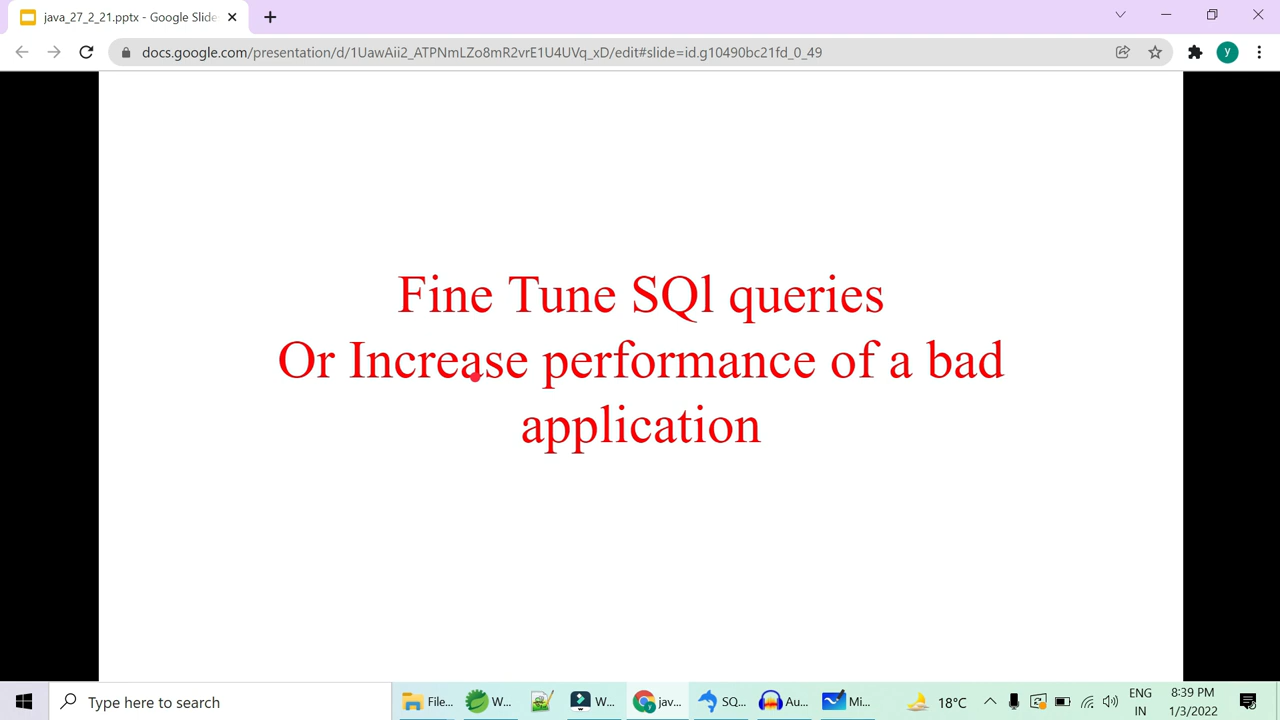 java_27_2_21.pptx - Google Slide
docs.google.com/presentation/d/1UawAii2_ATPNmLZo8mR2vrE1U4UVq_xD/edit#slide=id.g10490bc21fd_0_49
y
Fine Tune SQl queries
Or Increase performance of a bad
application
Type here to search
File...
W...
W...
jav...
SQ...
Au...
Mi...
18°C
ENG
IN
8:39 PM
1/3/2022